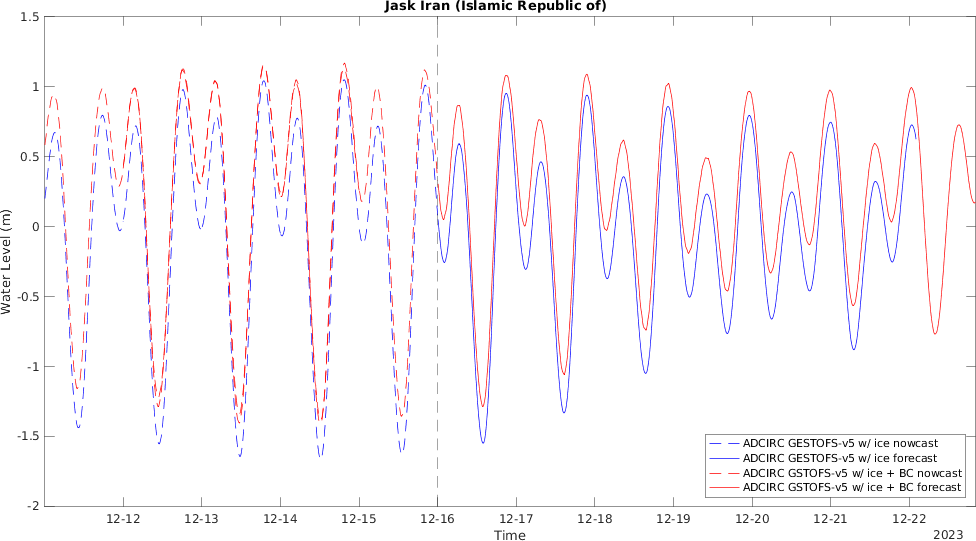 Jask Iran (Islamic Republic of)
1.5
1
0.5
0
-0.5
-1
-1.5
-2
Water Level (m)
12-12
12-13
12-14
12-15
12-16
12-17
12-18
12-19
12-20
12-21
12-22
Time
2023
ADCIRC GESTOFS-v5 w/ ice nowcast
ADCIRC GESTOFS-v5 w/ ice forecast
ADCIRC GSTOFS-v5 w/ ice + BC nowcast
ADCIRC GSTOFS-v5 w/ ice + BC forecast